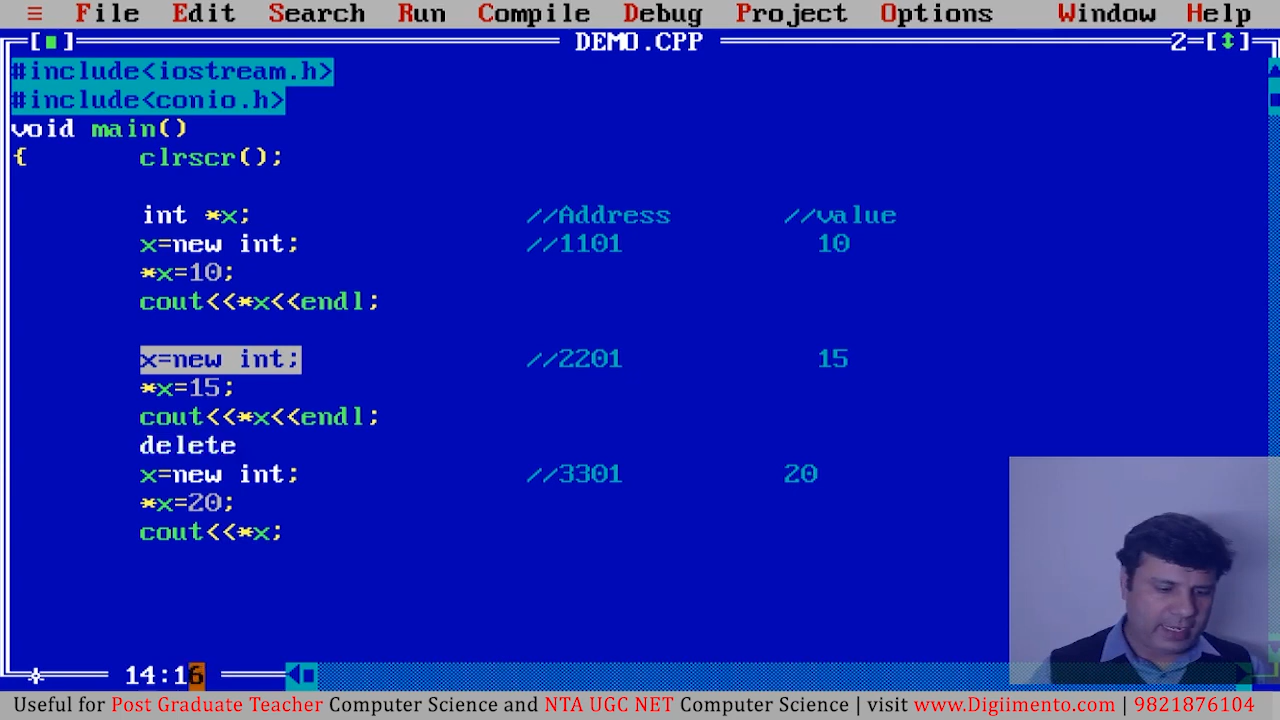 ≡ File Edit Search Run Compile Debug Project Options Window Help
[■] DEMO.CPP 2=[↕]
#include<iostream.h>
#include<conio.h>
void main()
{ clrscr();
int *x; //Address //value
x=new int; //1101 10
*x=10;
cout<<*x<<endl;
x=new int; //2201 15
*x=15;
cout<<*x<<endl;
delete
x=new int; //3301 20
*x=20;
cout<<*x;
14:16
Useful for Post Graduate Teacher Computer Science and NTA UGC NET Computer Science | visit www.Digiimento.com | 9821876104